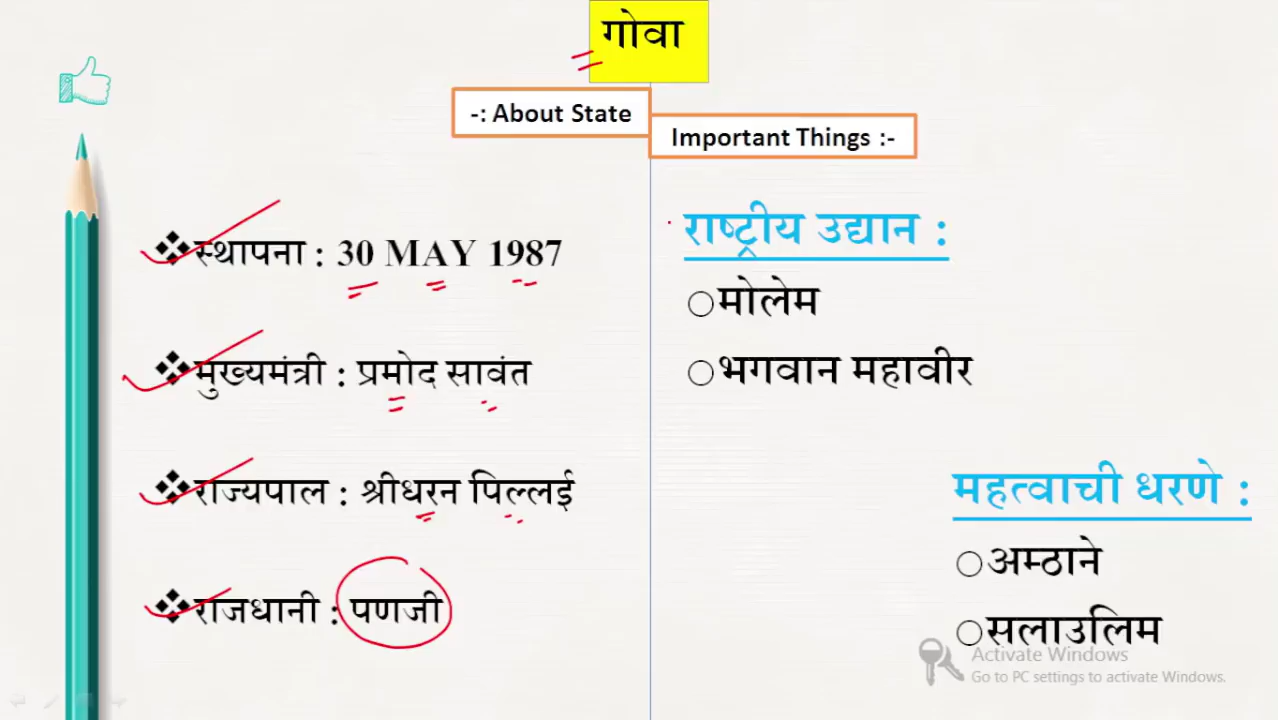 गोवा
-: About State
Important Things :-
❖स्थापना : 30 MAY 1987
❖मुख्यमंत्री : प्रमोद सावंत
❖राज्यपाल : श्रीधरन पिल्लई
❖राजधानी : पणजी
राष्ट्रीय उद्यान :
○मोलेम
○भगवान महावीर
महत्वाची धरणे :
○अम्ठाने
○सलाउलिम
Activate Windows
Go to PC settings to activate Windows.